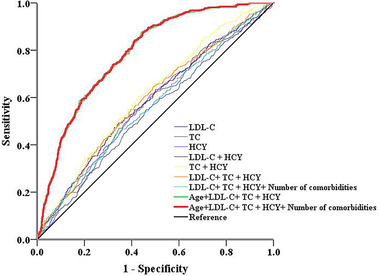 1.0
0.8
0.6
0.4
0.2
0.0
Sensitivity
LDL-C
TC
HCY
LDL-C + HCY
TC + HCY
LDL-C+ TC + HCY
LDL-C+ TC + HCY+ Number of comorbidities
Age+LDL-C+ TC + HCY
Age+LDL-C+ TC + HCY+ Number of comorbidities
Reference
0.0 0.2 0.4 0.6 0.8 1.0
1 - Specificity